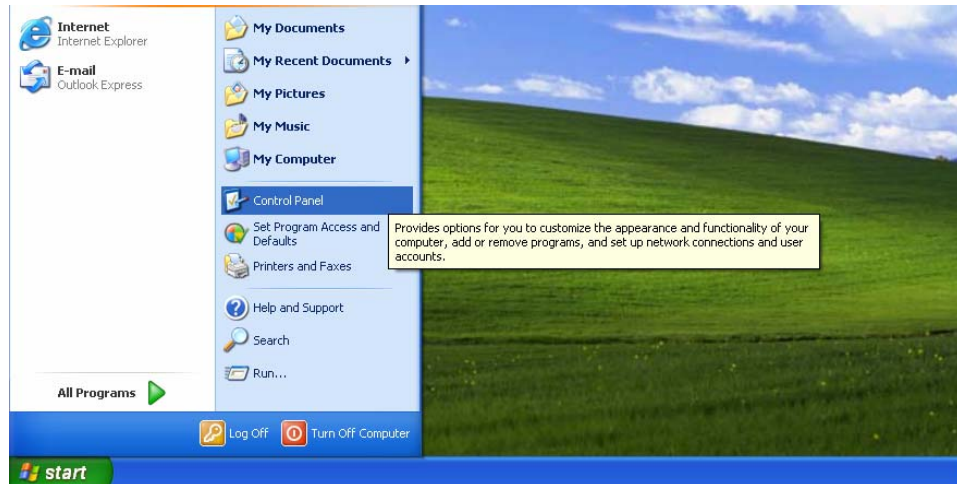 Internet
Internet Explorer
E-mail
Outlook Express
All Programs
My Documents
My Recent Documents
My Pictures
My Music
My Computer
Control Panel
Set Program Access and
Defaults
Printers and Faxes
Help and Support
Search
Run...
Provides options for you to customize the appearance and functionality of your
computer, add or remove programs, and set up network connections and user
accounts.
Log Off
Turn Off Computer
start